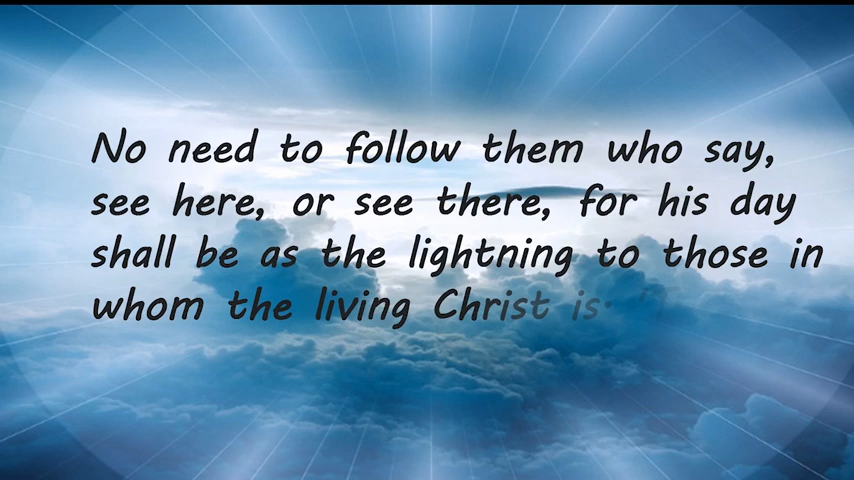 No need to follow them who say,
see here, or see there, for his day
shall be as the lightning to those in
whom the living Christ is